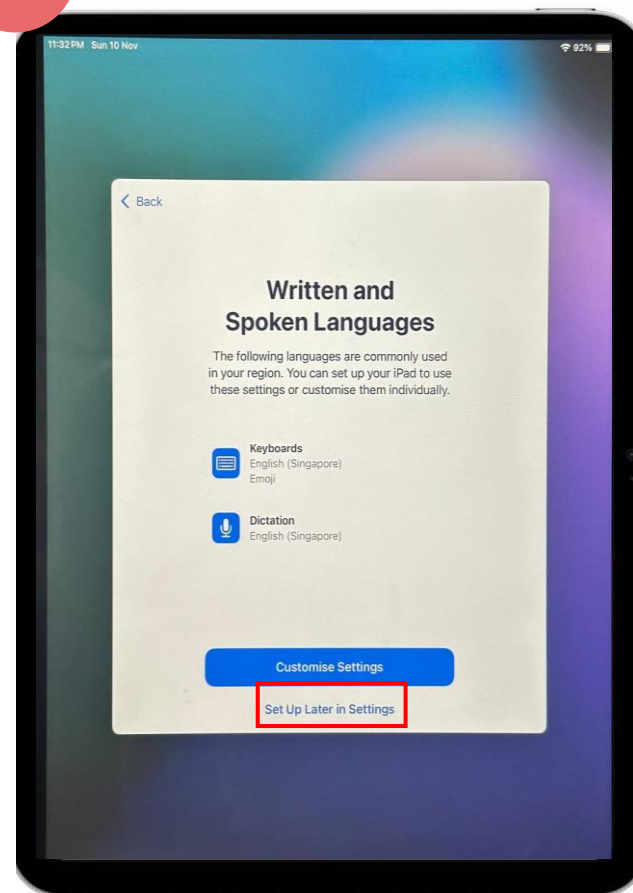 11:32 PM Sun 10 Nov
92%
Back
Written and
Spoken Languages
The following languages are commonly used
in your region. You can set up your iPad to use
these settings or customise them individually.
Keyboards
English (Singapore)
Emoji
Dictation
English (Singapore)
Customise Settings
Set Up Later in Settings